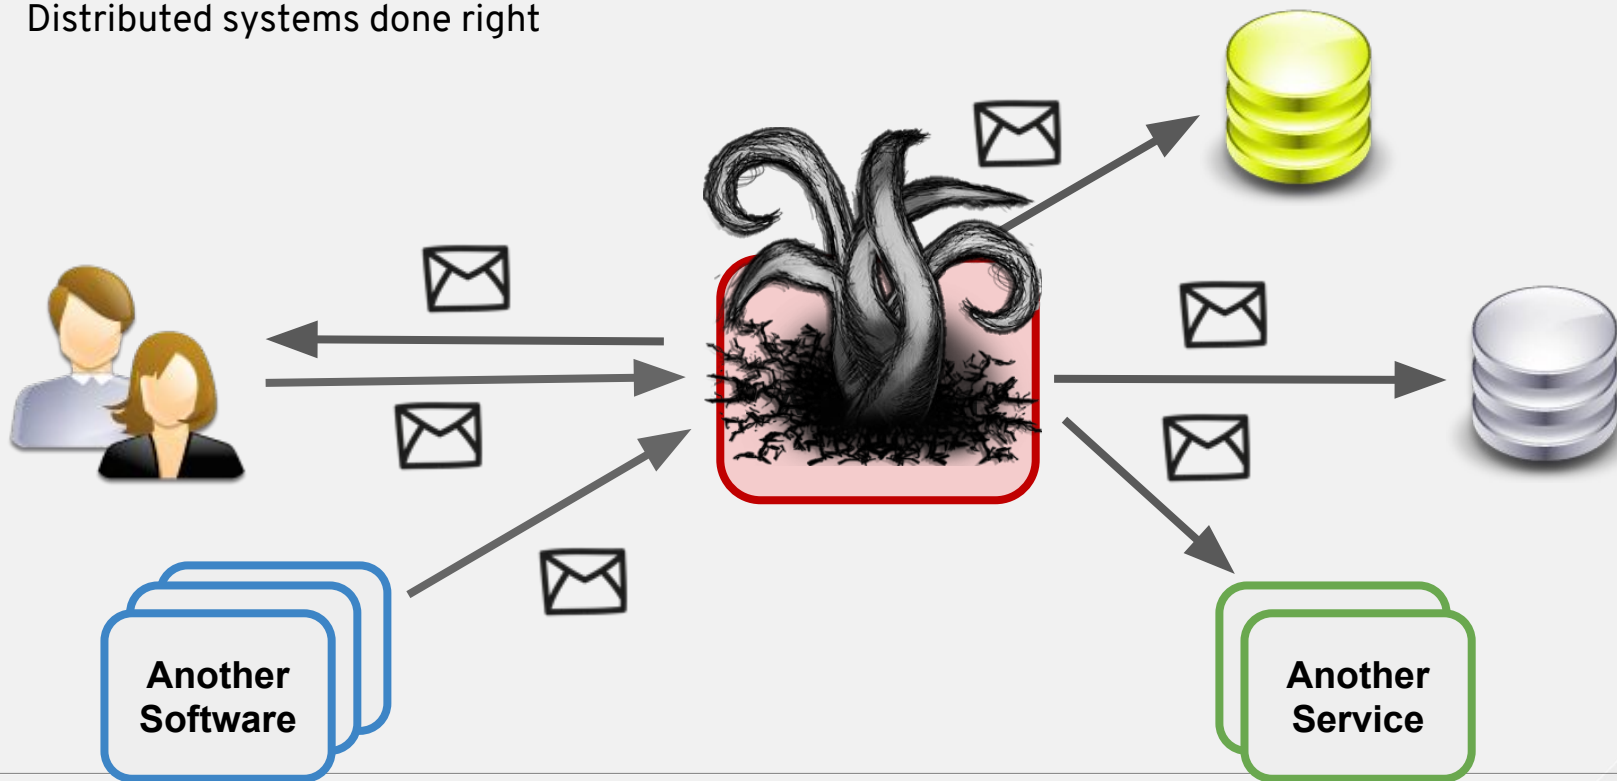 Distributed systems done right
Another
Software
Another
Service